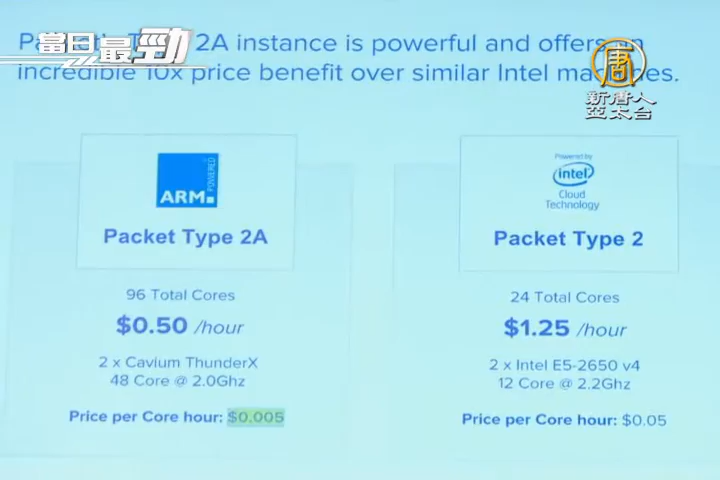 當日最勁
2A instance is powerful and offers
incredible 10x price benefit over similar Intel
唐
新唐人
亞太台
ARM
POWERED
Packet Type 2A
96 Total Cores
$0.50 /hour
2 x Cavium ThunderX
48 Core @ 2.0Ghz
Price per Core hour: $0.005
Powered by
intel
Cloud
Technology
Packet Type 2
24 Total Cores
$1.25 /hour
2 x Intel E5-2650 v4
12 Core @ 2.2Ghz
Price per Core hour: $0.05